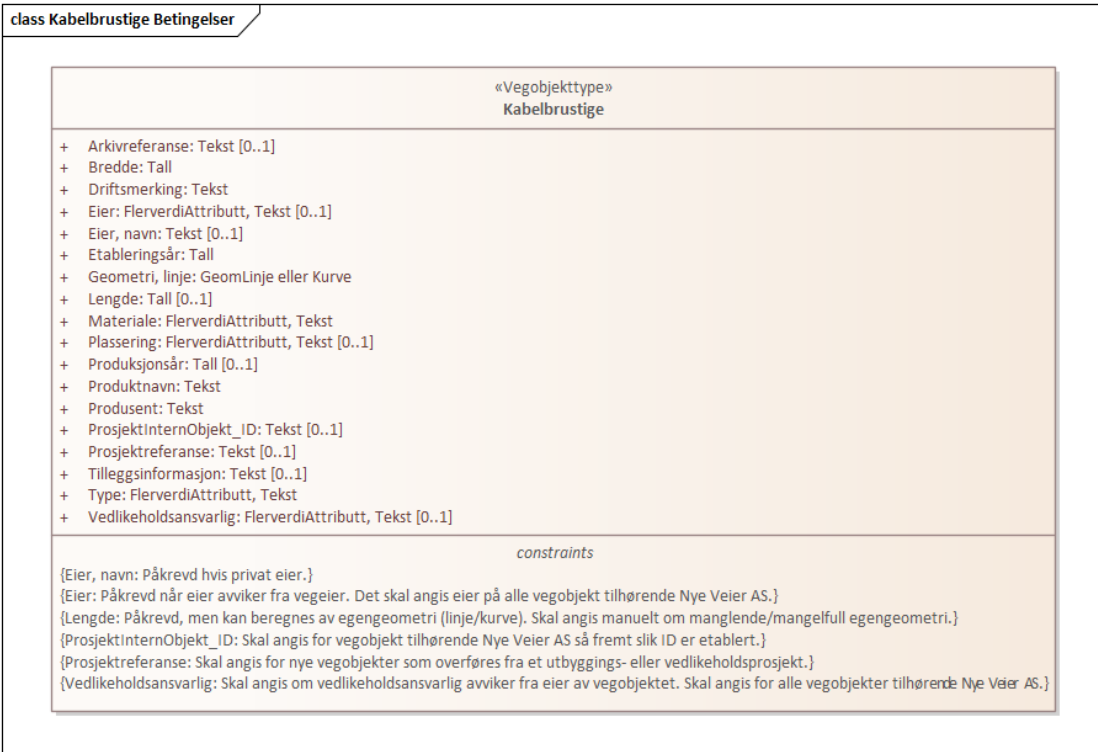 class Kabelbrustige Betingelser
«Vegobjekttype»
Kabelbrustige
+ Arkivreferanse: Tekst [0..1]
+ Bredde: Tall
+ Driftsmerking: Tekst
+ Eier: FlerverdiAttributt, Tekst [0..1]
+ Eier, navn: Tekst [0..1]
+ Etableringsår: Tall
+ Geometri, linje: GeomLinje eller Kurve
+ Lengde: Tall [0..1]
+ Materiale: FlerverdiAttributt, Tekst
+ Plassering: FlerverdiAttributt, Tekst [0..1]
+ Produksjonsår: Tall [0..1]
+ Produktnavn: Tekst
+ Produsent: Tekst
+ ProsjektInternObjekt_ID: Tekst [0..1]
+ Prosjektreferanse: Tekst [0..1]
+ Tilleggsinformasjon: Tekst [0..1]
+ Type: FlerverdiAttributt, Tekst
+ Vedlikeholdsansvarlig: FlerverdiAttributt, Tekst [0..1]
constraints
{Eier, navn: Påkrevd hvis privat eier.}
{Eier: Påkrevd når eier avviker fra vegeier. Det skal angis eier på alle vegobjekt tilhørende Nye Veier AS.}
{Lengde: Påkrevd, men kan beregnes av egengeometri (linje/kurve). Skal angis manuelt om manglende/mangelfull egengeometri.}
{ProsjektInternObjekt_ID: Skal angis for vegobjekt tilhørende Nye Veier AS så fremt slik ID er etablert.}
{Prosjektreferanse: Skal angis for nye vegobjekter som overføres fra et utbyggings- eller vedlikeholdsprosjekt.}
{Vedlikeholdsansvarlig: Skal angis om vedlikeholdsansvarlig avviker fra eier av vegobjektet. Skal angis for alle vegobjekter tilhørende Nye Veier AS.}